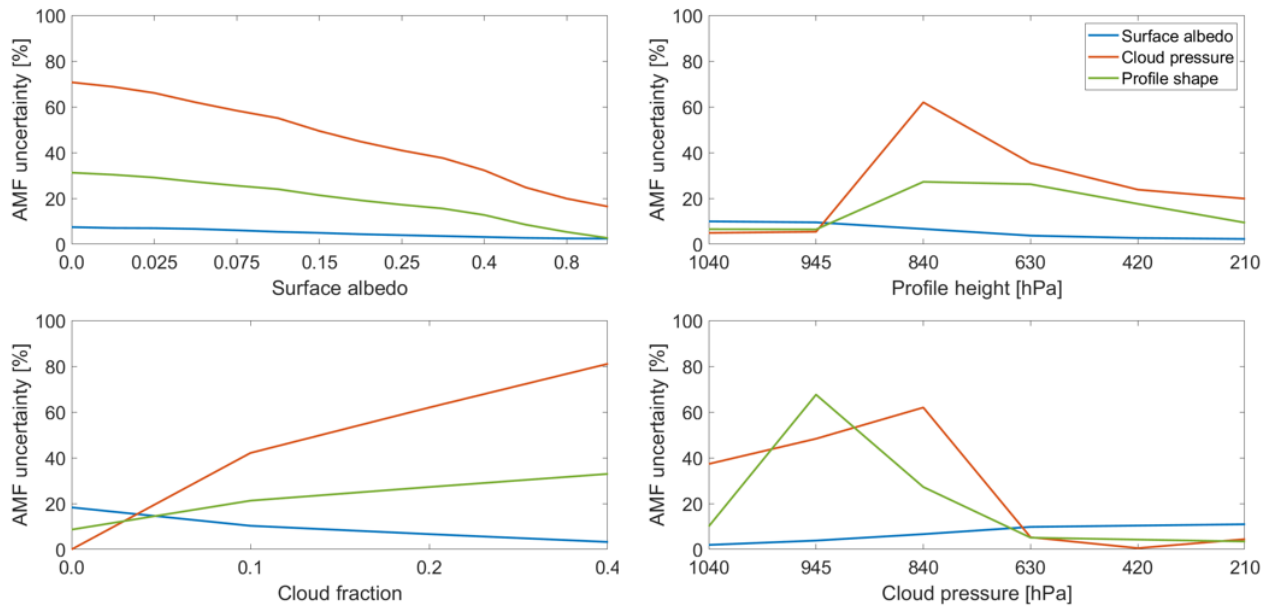 AMF uncertainty [%]
100
80
60
40
20
0
0.0 0.025 0.075 0.15 0.25 0.4 0.8
Surface albedo
AMF uncertainty [%]
100
80
60
40
20
0
1040 945 840 630 420 210
Profile height [hPa]
Surface albedo
Cloud pressure
Profile shape
AMF uncertainty [%]
100
80
60
40
20
0
0.0 0.1 0.2 0.4
Cloud fraction
AMF uncertainty [%]
100
80
60
40
20
0
1040 945 840 630 420 210
Cloud pressure [hPa]